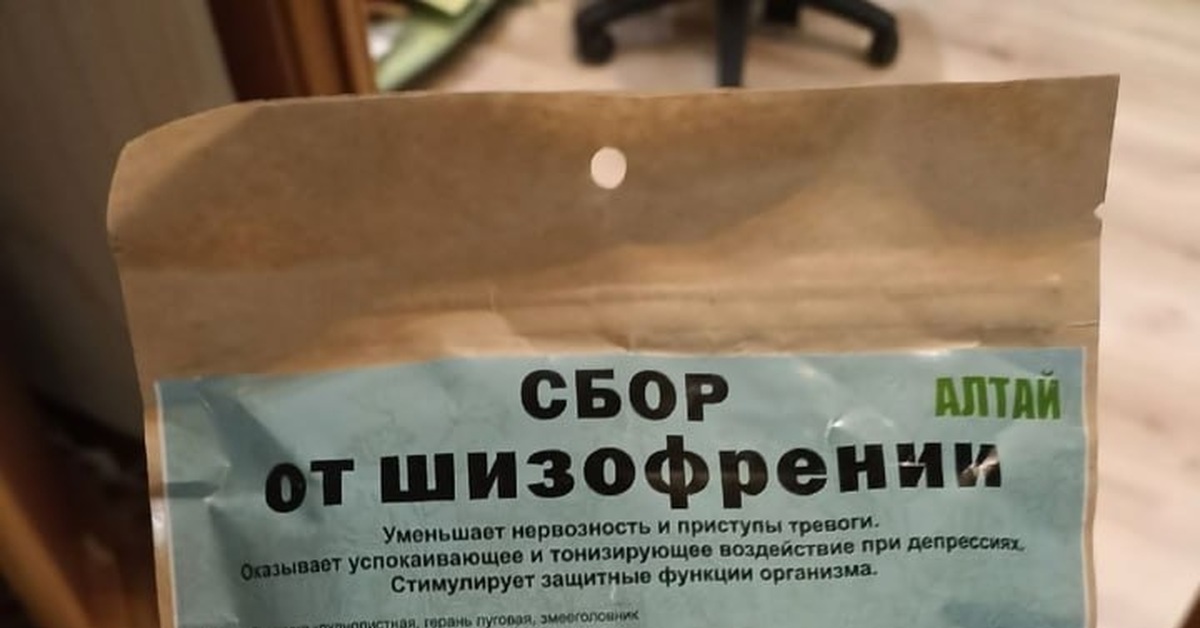 СБОР
АЛТАЙ
от шизофрении
Уменьшает нервозность и приступы тревоги.
Оказывает успокаивающее и тонизирующее воздействие при депрессиях.
Стимулирует защитные функции организма.
герань луговая, змееголовник